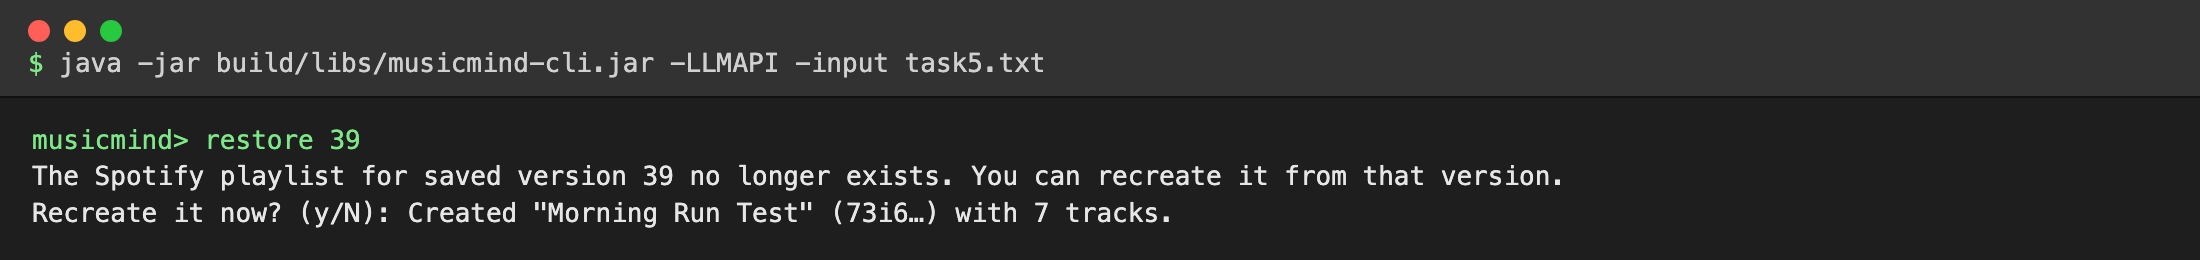 $ java -jar build/libs/musicmind-cli.jar -LLMAPI -input task5.txt
musicmind> restore 39
The Spotify playlist for saved version 39 no longer exists. You can recreate it from that version.
Recreate it now? (y/N): Created "Morning Run Test" (73i6…) with 7 tracks.